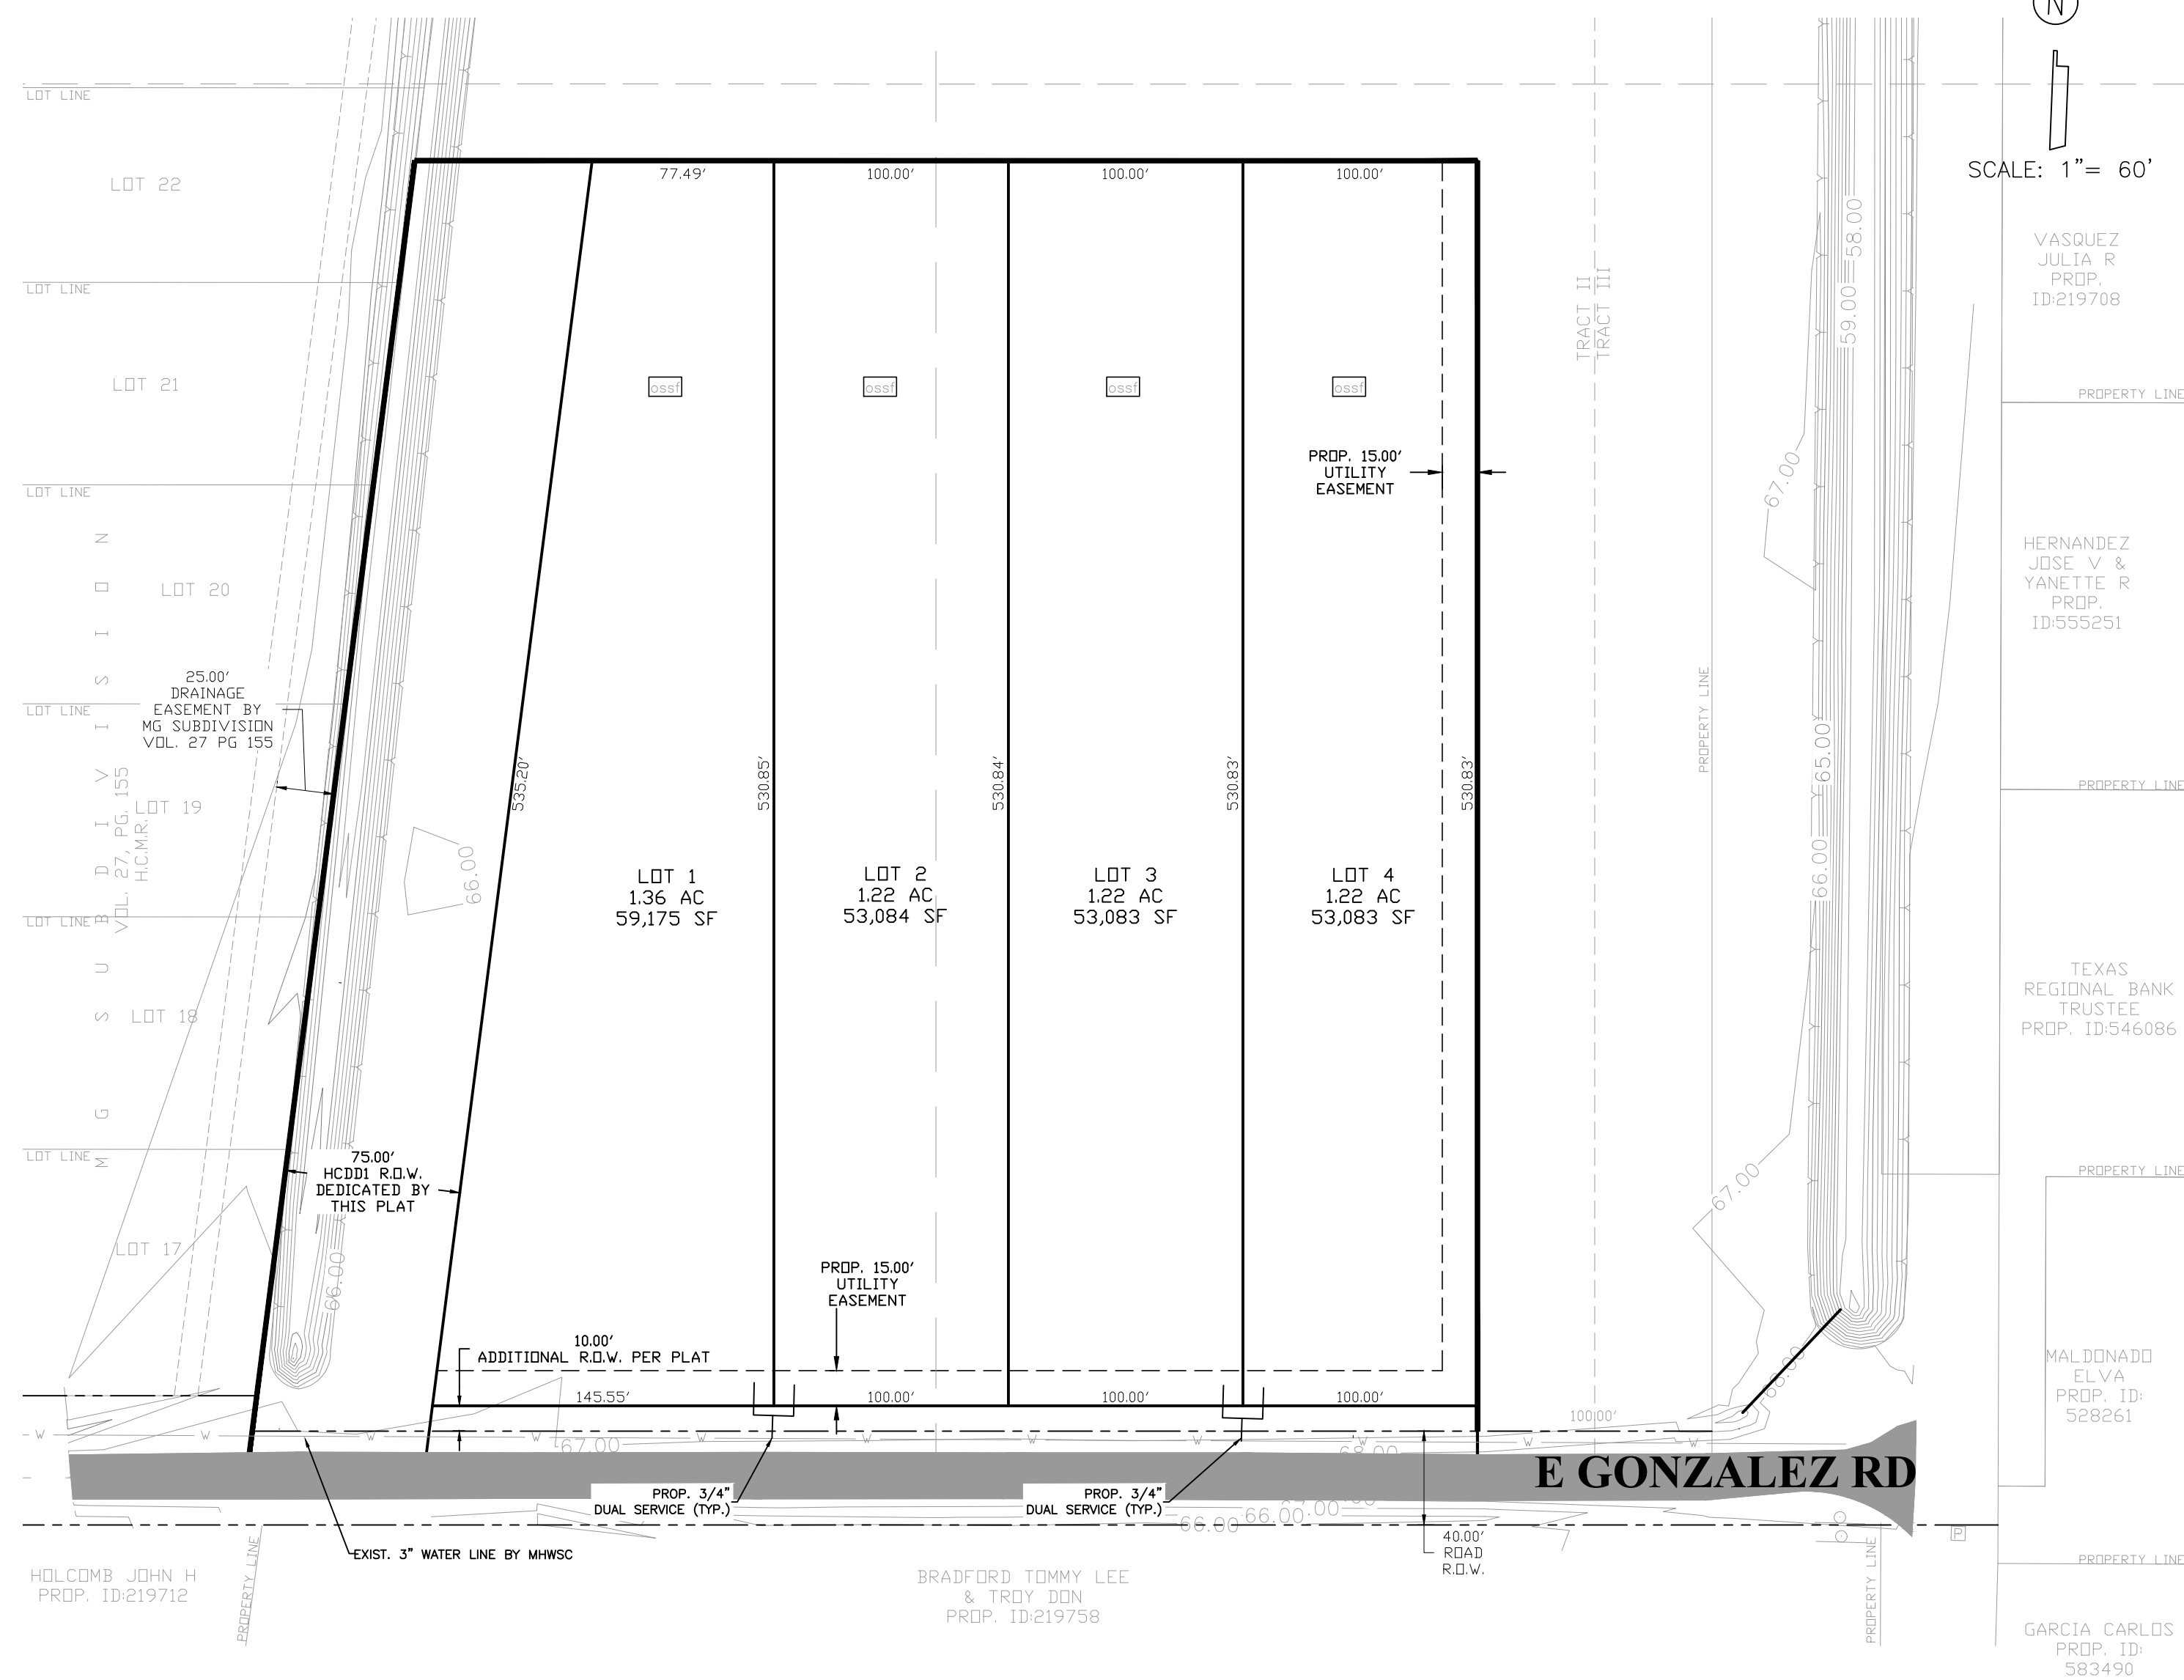 N
SCALE: 1"= 60'
LOT LINE
LOT 22
77.49'
100.00'
100.00'
100.00'
58.00
59.00
VASQUEZ
JULIA R
PROP.
ID:219708
LOT LINE
TRACT II
TRACT III
LOT 21
ossf
ossf
ossf
ossf
PROPERTY LINE
PROP. 15.00'
UTILITY
EASEMENT
67.00
LOT LINE
HERNANDEZ
JOSE V &
YANETTE R
PROP.
ID:555251
LOT 20
MG SUBDIVISION
VOL. 27, PG. 155
H.C.M.R.
25.00'
DRAINAGE
EASEMENT BY
MG SUBDIVISION
VOL. 27 PG 155
LOT LINE
PROPERTY LINE
65.00
535.20'
530.85'
530.84'
530.83'
530.83'
PROPERTY LINE
LOT 19
66.00
66.00
LOT 1
1.36 AC
59,175 SF
LOT 2
1.22 AC
53,084 SF
LOT 3
1.22 AC
53,083 SF
LOT 4
1.22 AC
53,083 SF
LOT LINE
TEXAS
REGIONAL BANK
TRUSTEE
PROP. ID:546086
LOT 18
LOT LINE
75.00'
HCDD1 R.O.W.
DEDICATED BY
THIS PLAT
PROPERTY LINE
67.00
LOT 17
66.00
PROP. 15.00'
UTILITY
EASEMENT
10.00'
ADDITIONAL R.O.W. PER PLAT
MALDONADO
ELVA
PROP. ID:
528261
145.55'
100.00'
100.00'
100.00'
100.00'
W W W W W W W W W W W
67.00
68.00
E GONZALEZ RD
PROP. 3/4"
DUAL SERVICE (TYP.)
PROP. 3/4"
DUAL SERVICE (TYP.)
66.00
66.00
40.00'
ROAD
R.O.W.
P
EXIST. 3" WATER LINE BY MHWSC
PROPERTY LINE
PROPERTY LINE
PROPERTY LINE
HOLCOMB JOHN H
PROP. ID:219712
BRADFORD TOMMY LEE
& TROY DON
PROP. ID:219758
GARCIA CARLOS
PROP. ID:
583490